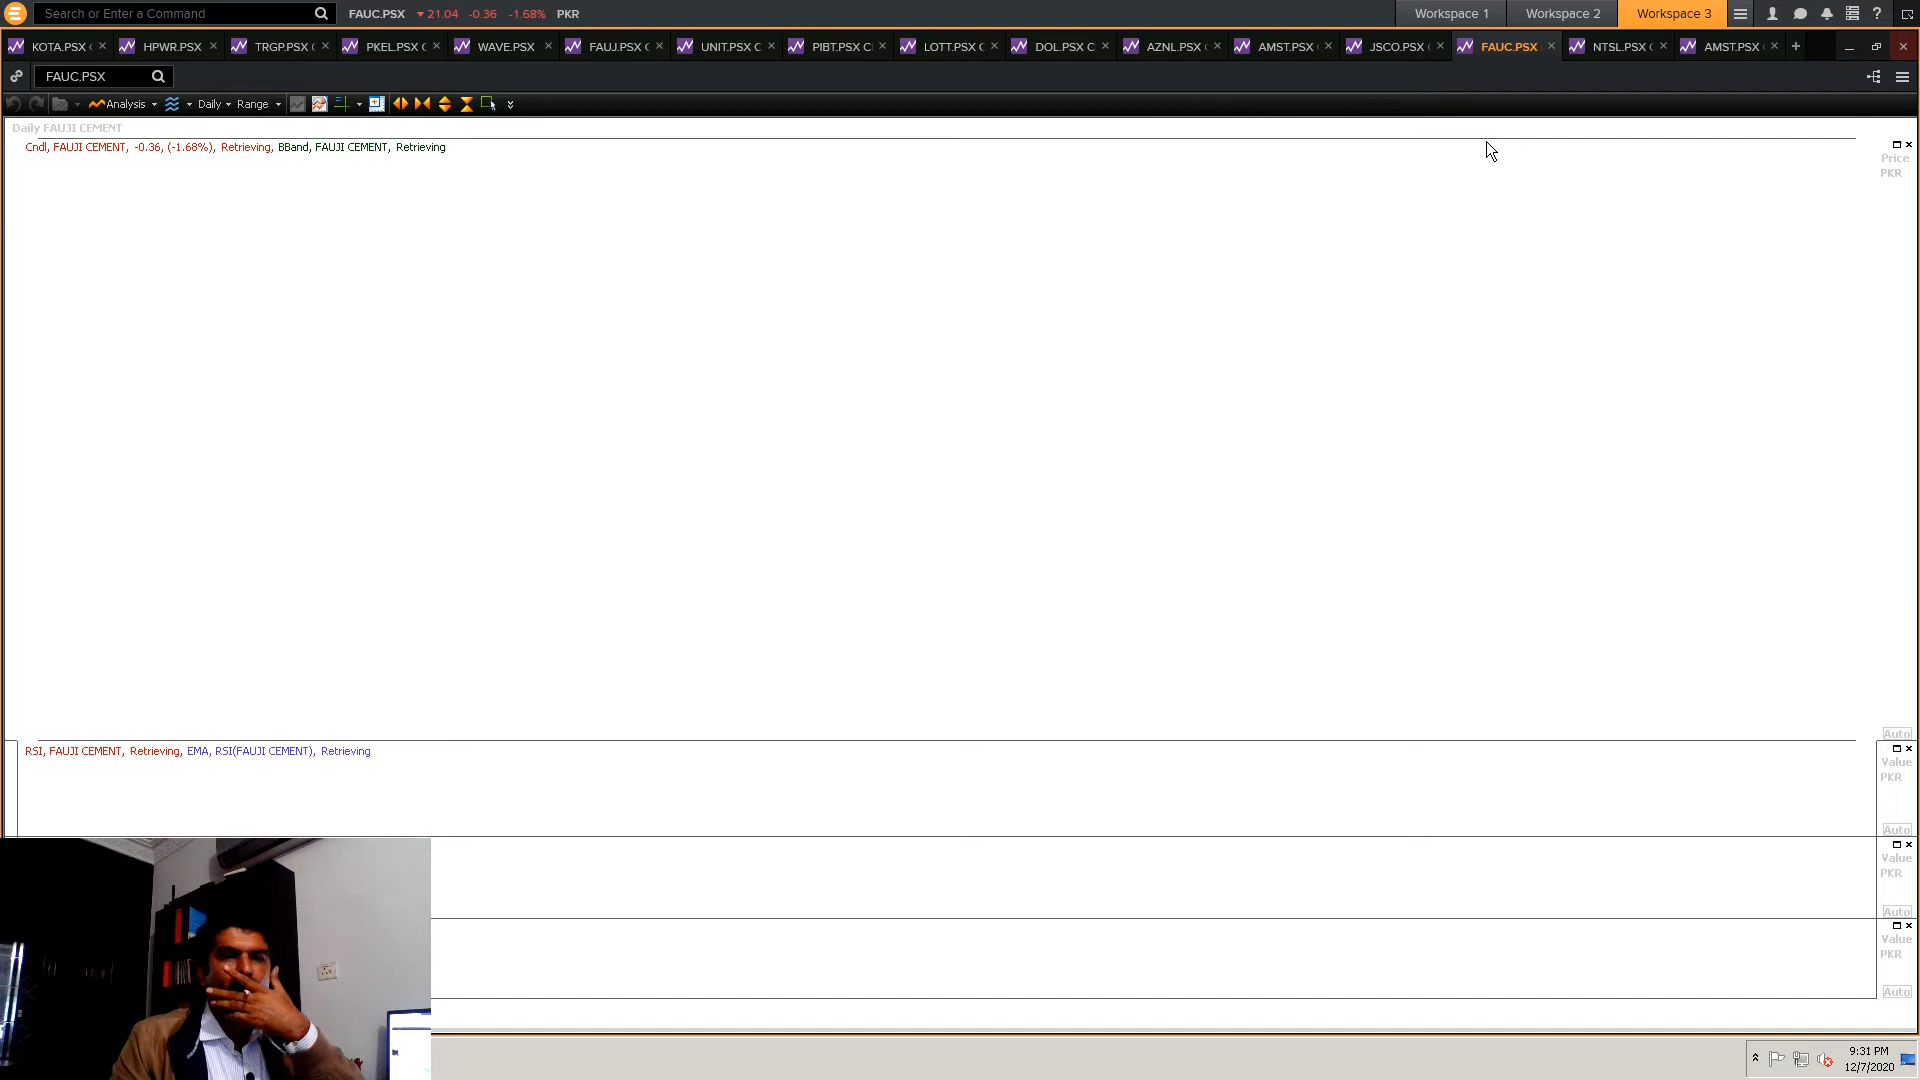 Search or Enter a Command FAUC.PSX 21.04 -0.36 -1.68% PKR Workspace 1 Workspace 2 Workspace 3 ?
KOTA.PSX HPWR.PSX TRGP.PSX PKEL.PSX WAVE.PSX FAUJ.PSX UNIT.PSX PIBT.PSX LOTT.PSX DOL.PSX AZNL.PSX AMST.PSX JSCO.PSX FAUC.PSX NTSL.PSX AMST.PSX +
FAUC.PSX
Analysis Daily Range
Daily FAUJI CEMENT
Cndl, FAUJI CEMENT, -0.36, (-1.68%), Retrieving, BBand, FAUJI CEMENT, Retrieving
Price
PKR
Auto
RSI, FAUJI CEMENT, Retrieving, EMA, RSI(FAUJI CEMENT), Retrieving
Value
PKR
Auto
Value
PKR
Auto
Value
PKR
Auto
9:31 PM
12/7/2020